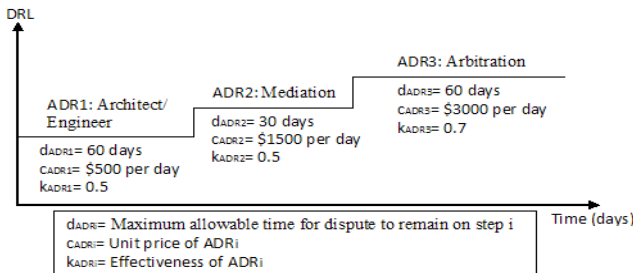 DRL
ADR1: Architect/
Engineer
dADR1= 60 days
CADR1= $500 per day
kADR1= 0.5
ADR2: Mediation
dADR2= 30 days
CADR2= $1500 per day
kADR2= 0.5
ADR3: Arbitration
dADR3= 60 days
CADR3= $3000 per day
kADR3= 0.7
Time (days)
dADRi= Maximum allowable time for dispute to remain on step i
CADRi= Unit price of ADRi
kADRi= Effectiveness of ADRi